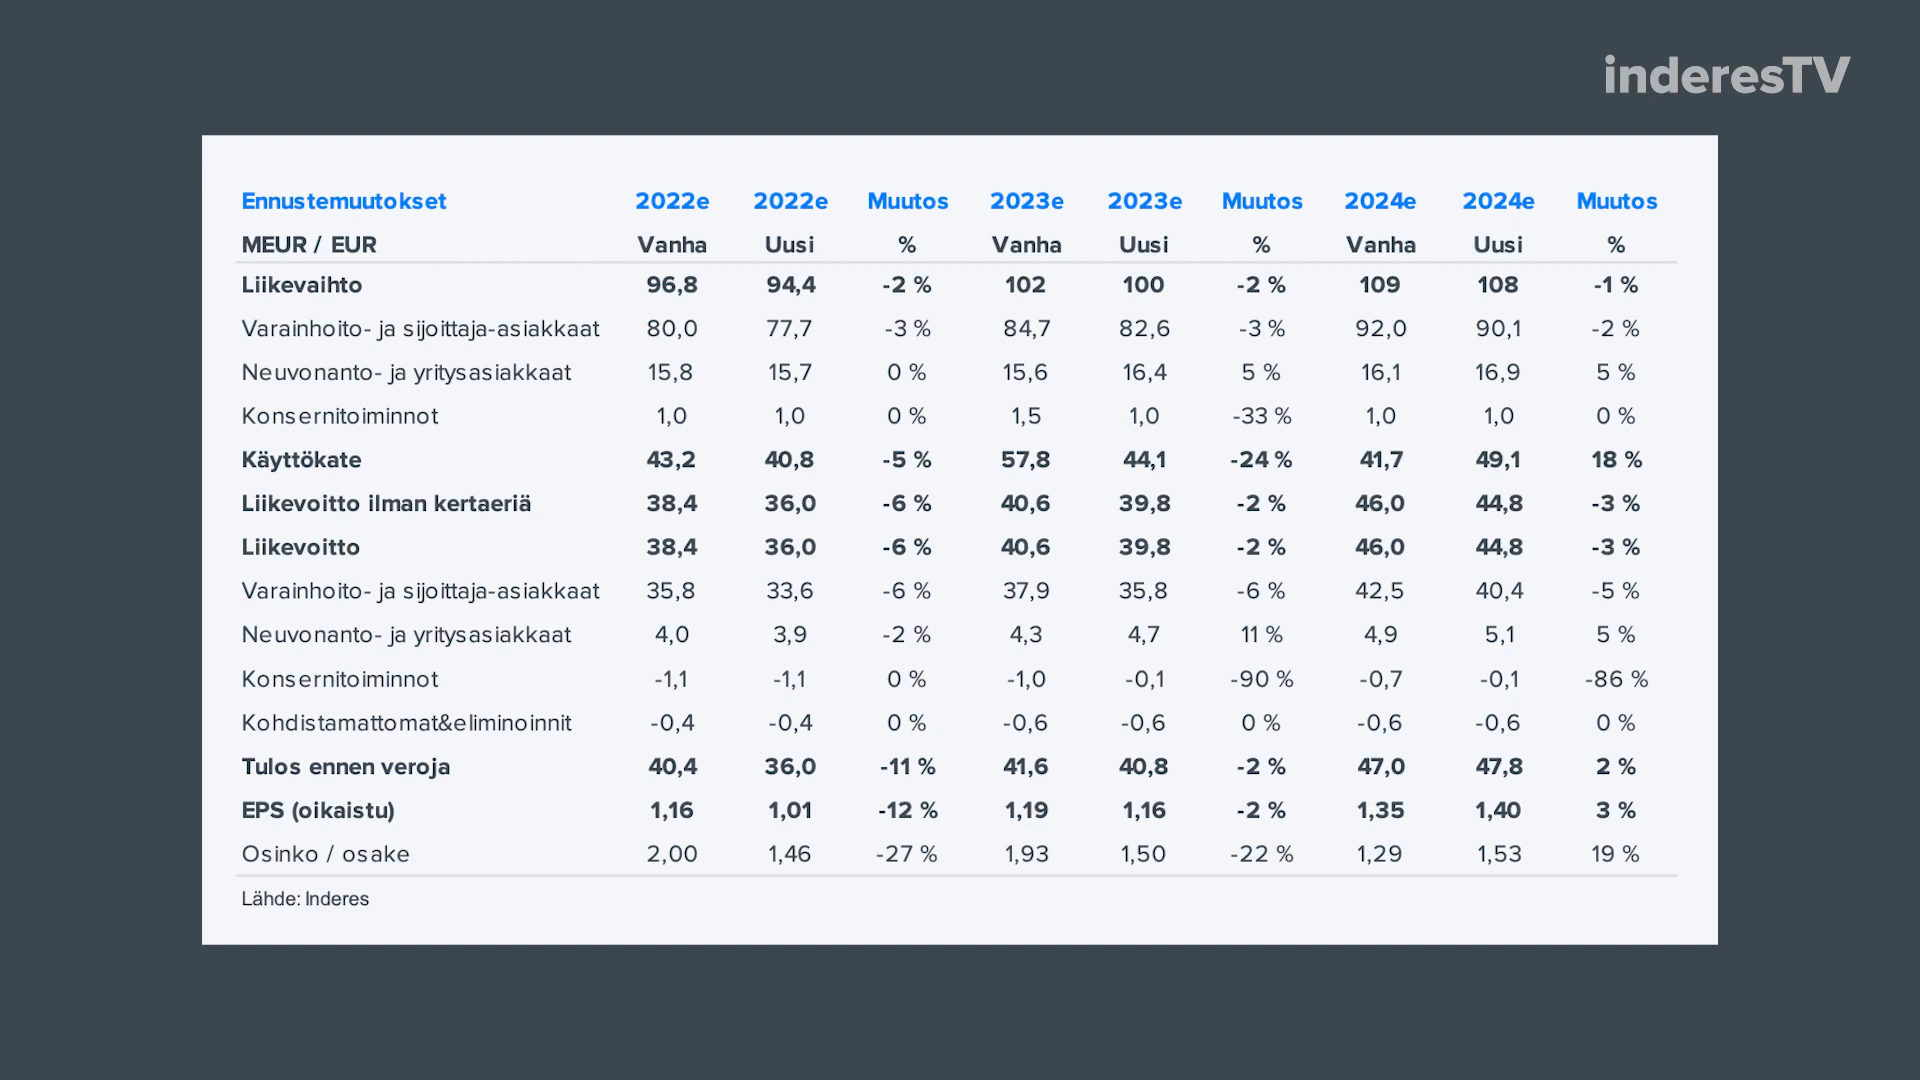 inderesTV
Ennustemuutokset 2022e 2022e Muutos 2023e 2023e Muutos 2024e 2024e Muutos
MEUR / EUR Vanha Uusi % Vanha Uusi % Vanha Uusi %
Liikevaihto 96,8 94,4 -2 % 102 100 -2 % 109 108 -1 %
Varainhoito- ja sijoittaja-asiakkaat 80,0 77,7 -3 % 84,7 82,6 -3 % 92,0 90,1 -2 %
Neuvonanto- ja yritysasiakkaat 15,8 15,7 0 % 15,6 16,4 5 % 16,1 16,9 5 %
Konsernitoiminnot 1,0 1,0 0 % 1,5 1,0 -33 % 1,0 1,0 0 %
Käyttökate 43,2 40,8 -5 % 57,8 44,1 -24 % 41,7 49,1 18 %
Liikevoitto ilman kertaeriä 38,4 36,0 -6 % 40,6 39,8 -2 % 46,0 44,8 -3 %
Liikevoitto 38,4 36,0 -6 % 40,6 39,8 -2 % 46,0 44,8 -3 %
Varainhoito- ja sijoittaja-asiakkaat 35,8 33,6 -6 % 37,9 35,8 -6 % 42,5 40,4 -5 %
Neuvonanto- ja yritysasiakkaat 4,0 3,9 -2 % 4,3 4,7 11 % 4,9 5,1 5 %
Konsernitoiminnot -1,1 -1,1 0 % -1,0 -0,1 -90 % -0,7 -0,1 -86 %
Kohdistamattomat&eliminoinnit -0,4 -0,4 0 % -0,6 -0,6 0 % -0,6 -0,6 0 %
Tulos ennen veroja 40,4 36,0 -11 % 41,6 40,8 -2 % 47,0 47,8 2 %
EPS (oikaistu) 1,16 1,01 -12 % 1,19 1,16 -2 % 1,35 1,40 3 %
Osinko / osake 2,00 1,46 -27 % 1,93 1,50 -22 % 1,29 1,53 19 %
Lähde: Inderes